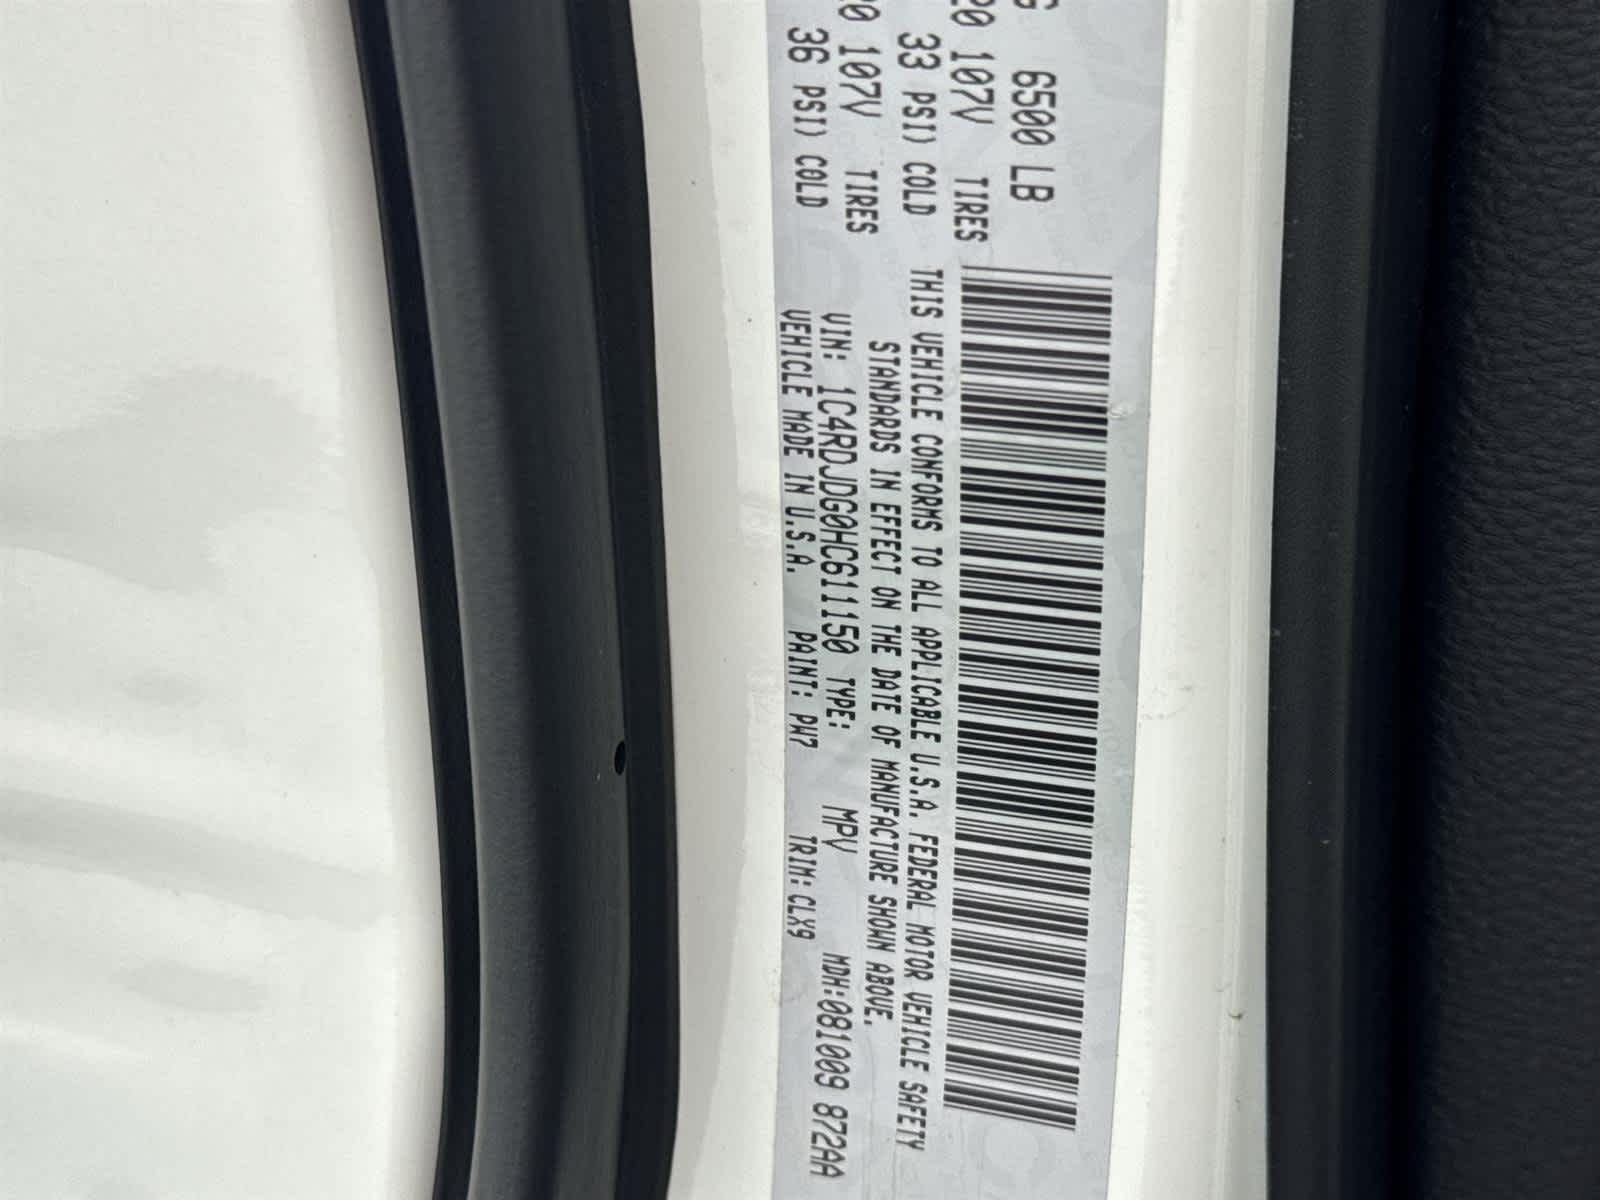 G 6500 LB
20 107V TIRES
33 PSI) COLD
20 107V TIRES
36 PSI) COLD
THIS VEHICLE CONFORMS TO ALL APPLICABLE U.S.A. FEDERAL MOTOR VEHICLE SAFETY
STANDARDS IN EFFECT ON THE DATE OF MANUFACTURE SHOWN ABOVE.
VIN: 1C4RDJDG0HC611150 TYPE: MPV MDH:081009 872AA
VEHICLE MADE IN U.S.A. PAINT: PW7 TRIM: CLX9